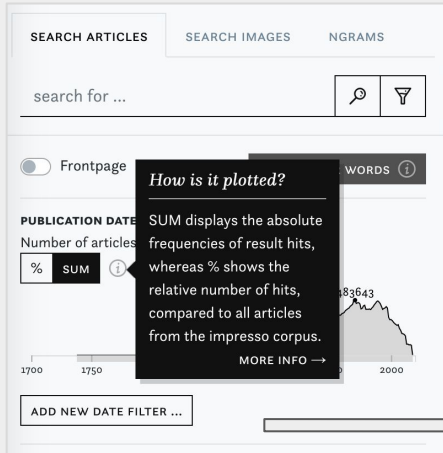 SEARCH ARTICLES SEARCH IMAGES NGRAMS
search for ...
Frontpage
WORDS
How is it plotted?
PUBLICATION DATE
Number of articles
% SUM
SUM displays the absolute
frequencies of result hits,
whereas % shows the
relative number of hits,
compared to all articles
from the impresso corpus.
MORE INFO →
483643
1700 1750 2000
ADD NEW DATE FILTER ...